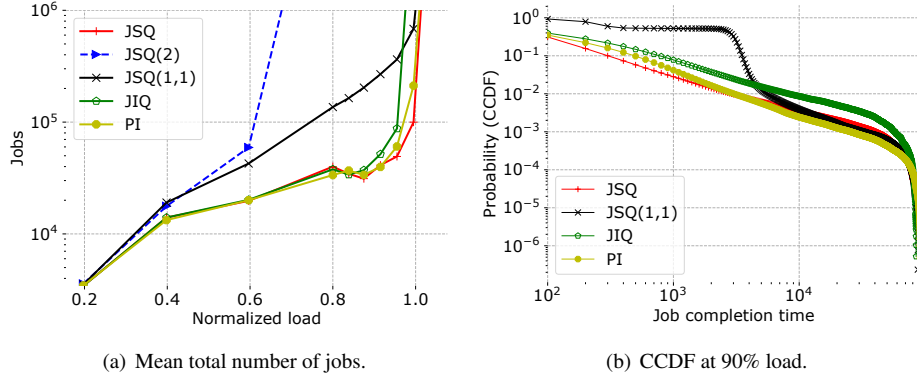 10^6
10^5
10^4
Jobs
JSQ
JSQ(2)
JSQ(1,1)
JIQ
PI
0.2 0.4 0.6 0.8 1.0
Normalized load
(a) Mean total number of jobs.
10^0
10^-1
10^-2
10^-3
10^-4
10^-5
10^-6
Probability (CCDF)
JSQ
JSQ(1,1)
JIQ
PI
10^2 10^3 10^4
Job completion time
(b) CCDF at 90% load.